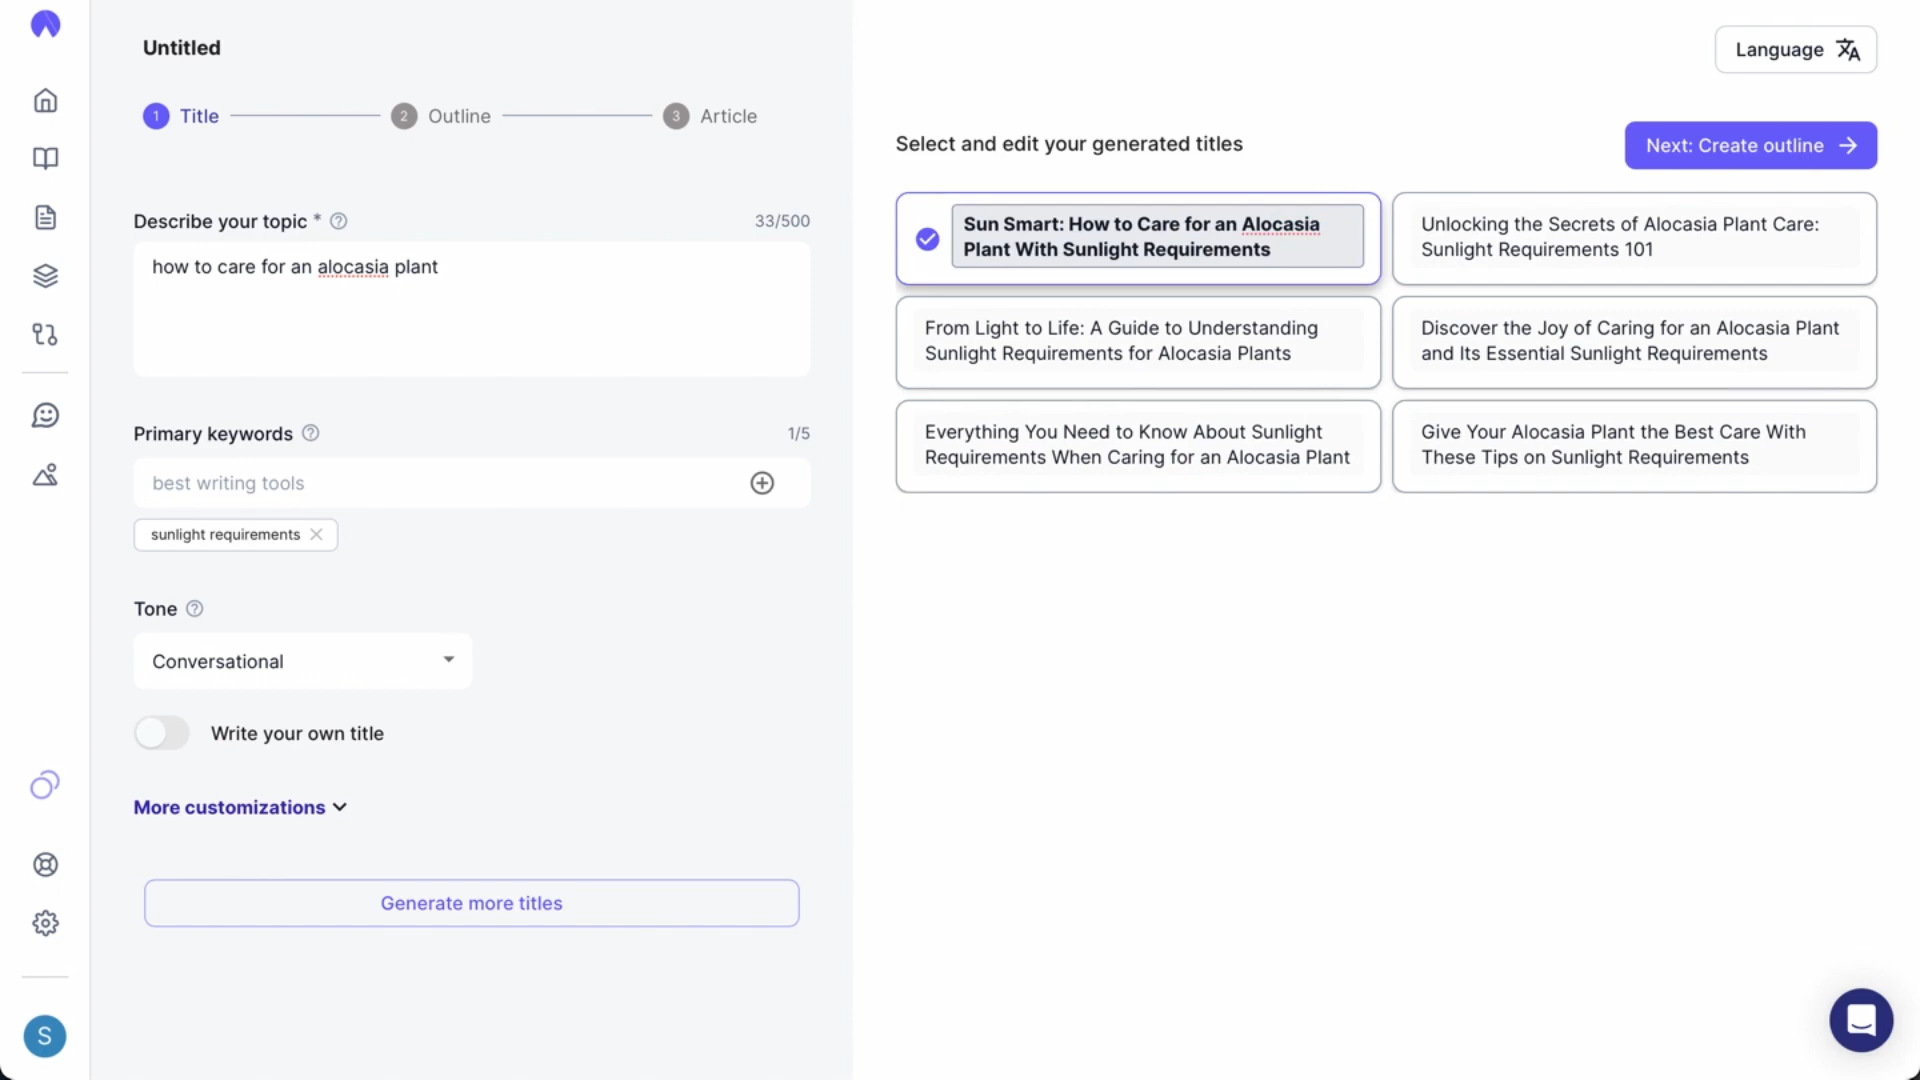 Untitled
Language
1 Title
2 Outline
3 Article
Describe your topic *
33/500
how to care for an alocasia plant
Primary keywords
1/5
best writing tools
sunlight requirements
Tone
Conversational
Write your own title
More customizations
Generate more titles
S
Select and edit your generated titles
Next: Create outline
Sun Smart: How to Care for an Alocasia
Plant With Sunlight Requirements
Unlocking the Secrets of Alocasia Plant Care:
Sunlight Requirements 101
From Light to Life: A Guide to Understanding
Sunlight Requirements for Alocasia Plants
Discover the Joy of Caring for an Alocasia Plant
and Its Essential Sunlight Requirements
Everything You Need to Know About Sunlight
Requirements When Caring for an Alocasia Plant
Give Your Alocasia Plant the Best Care With
These Tips on Sunlight Requirements